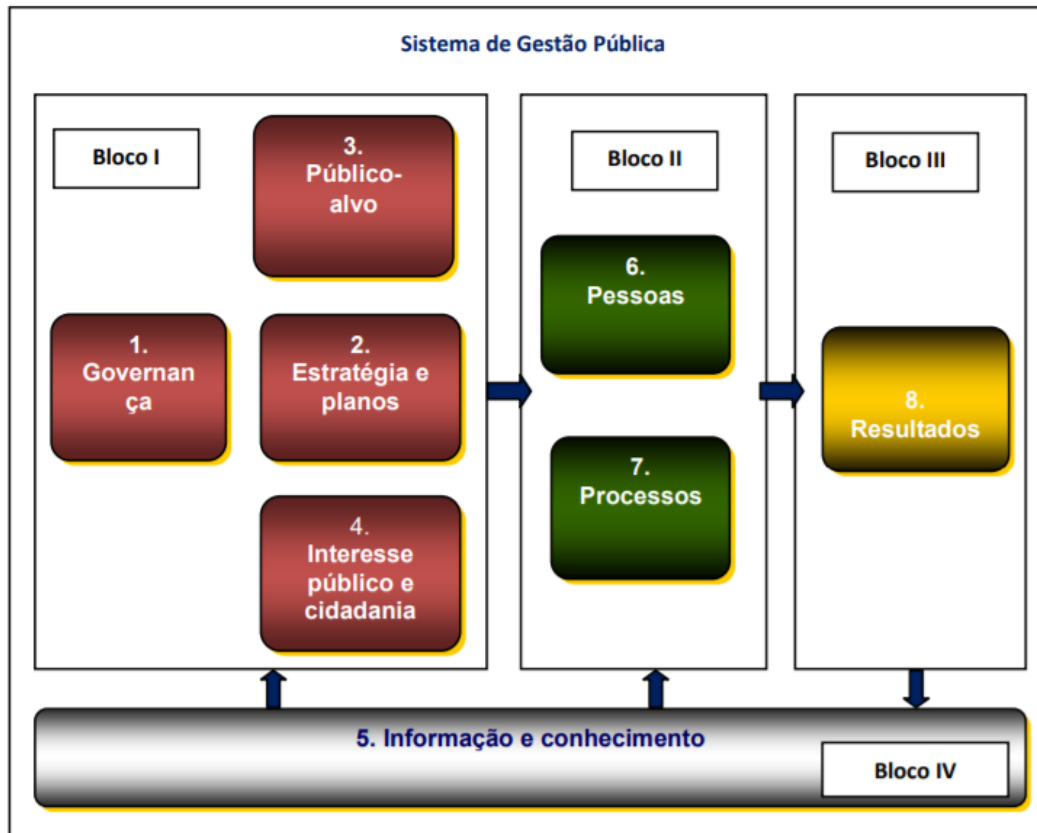 Sistema de Gestão Pública
Bloco I
3.
Público-
alvo
1.
Governan
ça
2.
Estratégia e
planos
4.
Interesse
público e
cidadania
Bloco II
6.
Pessoas
7.
Processos
Bloco III
8.
Resultados
5. Informação e conhecimento
Bloco IV